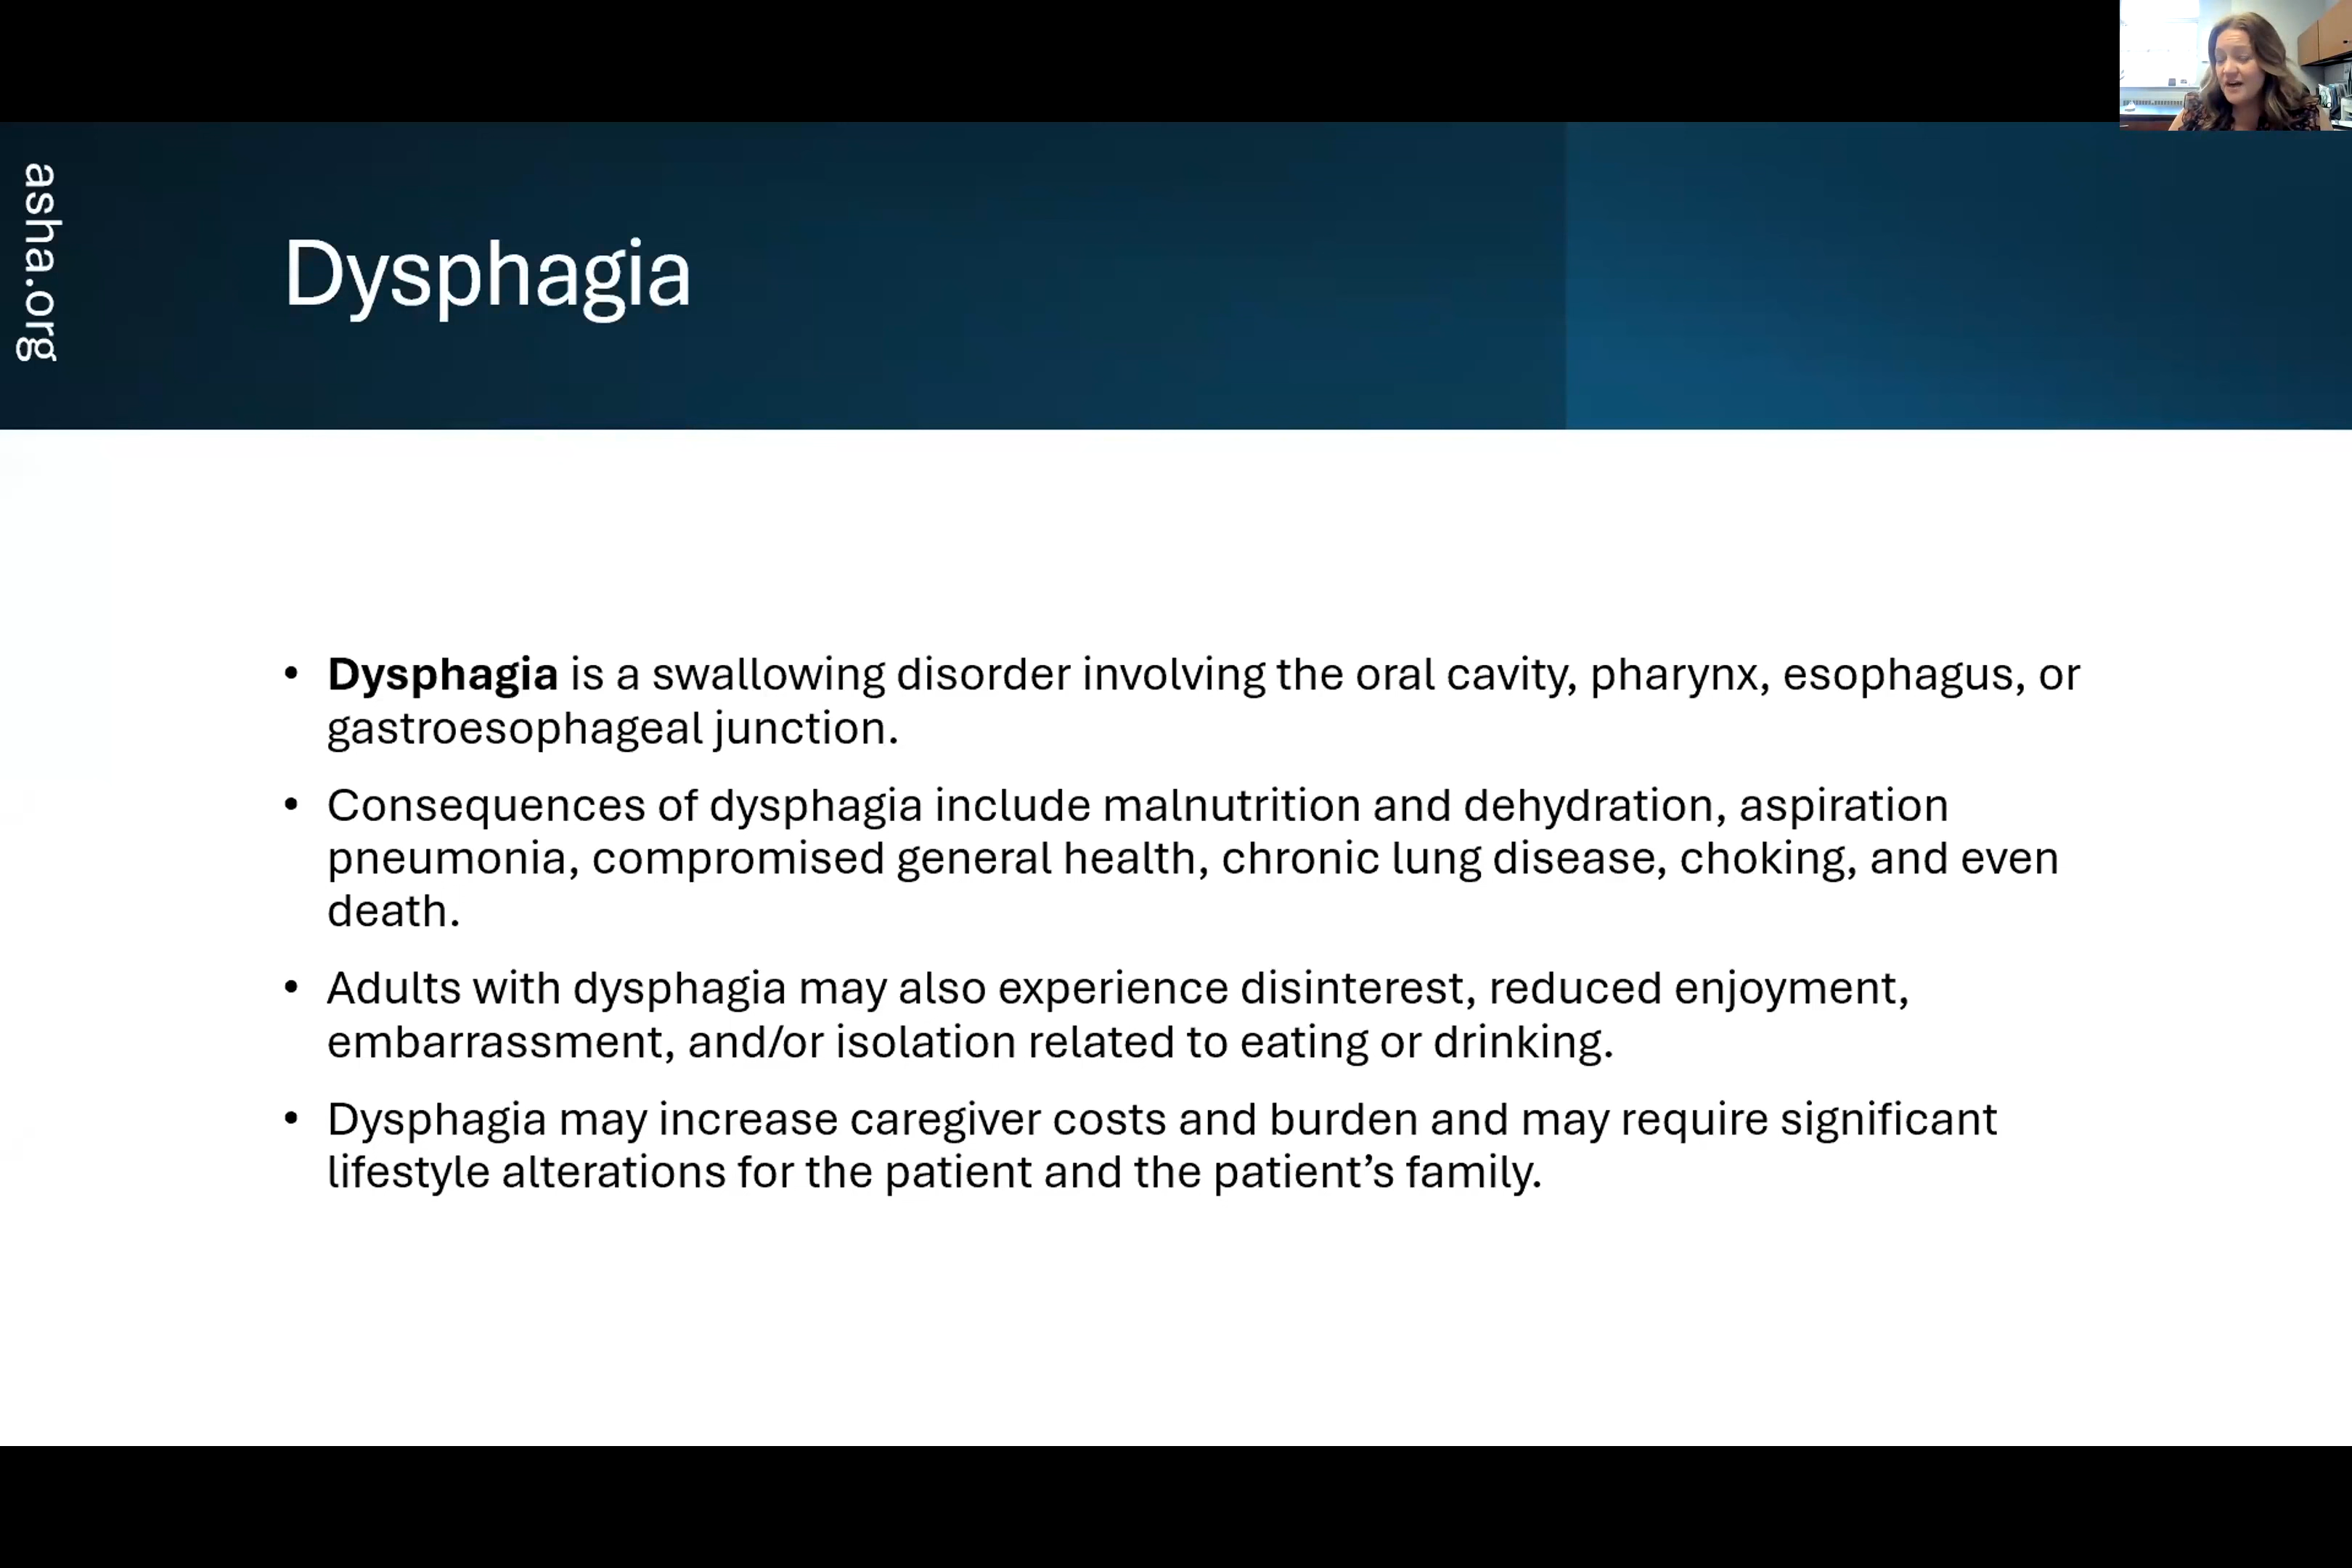 asha.org
Dysphagia
• Dysphagia is a swallowing disorder involving the oral cavity, pharynx, esophagus, or
gastroesophageal junction.
• Consequences of dysphagia include malnutrition and dehydration, aspiration
pneumonia, compromised general health, chronic lung disease, choking, and even
death.
• Adults with dysphagia may also experience disinterest, reduced enjoyment,
embarrassment, and/or isolation related to eating or drinking.
• Dysphagia may increase caregiver costs and burden and may require significant
lifestyle alterations for the patient and the patient’s family.